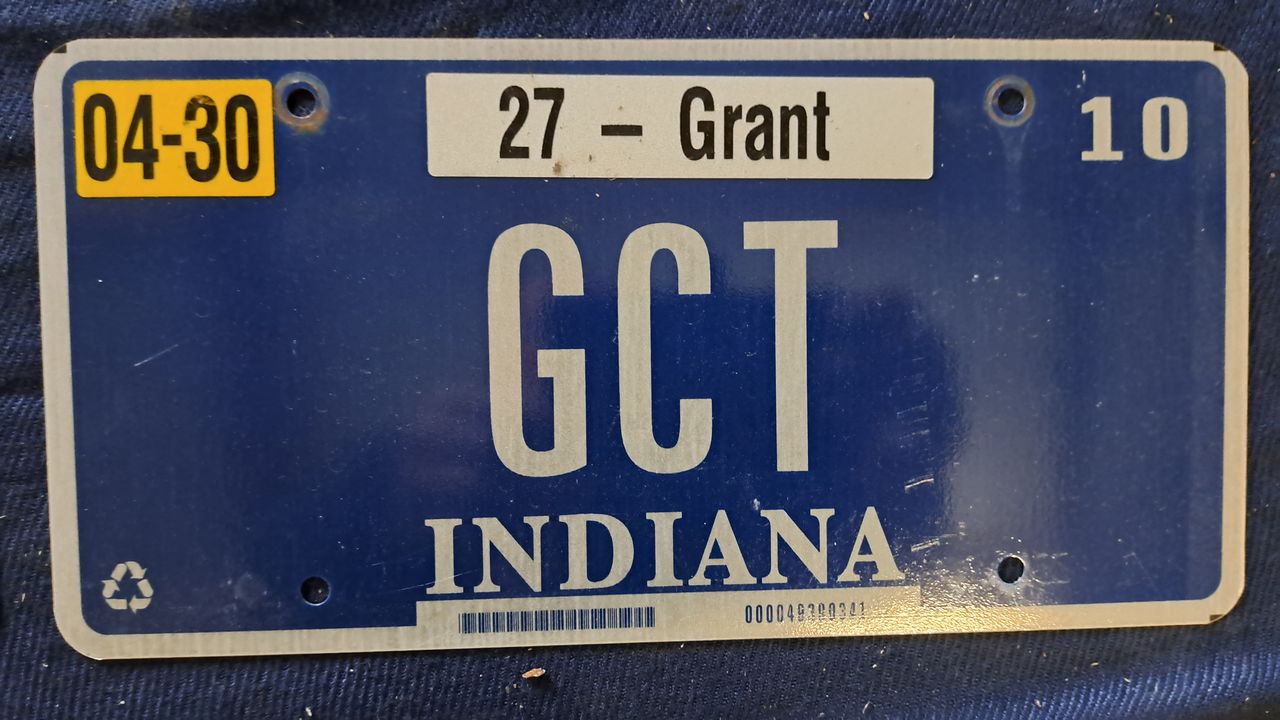 04-30
27 – Grant
10
GCT
INDIANA